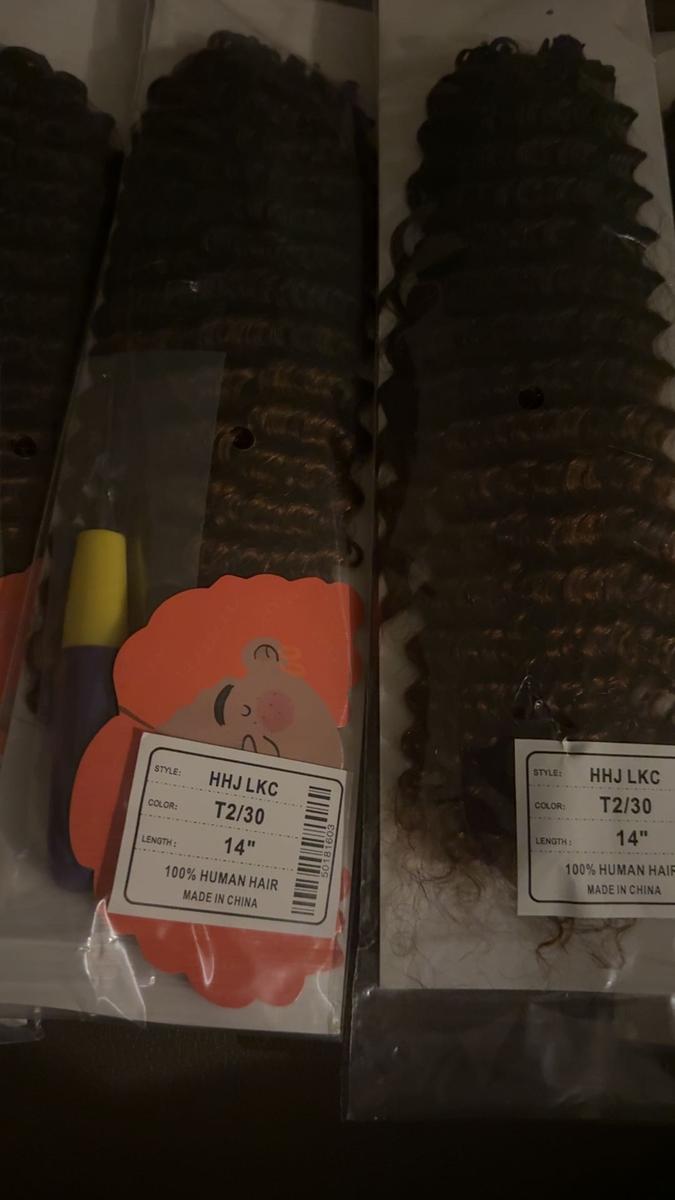 STYLE: HHJ LKC
COLOR: T2/30
LENGTH: 14"
100% HUMAN HAIR
MADE IN CHINA
50181603
STYLE: HHJ LKC
COLOR: T2/30
LENGTH: 14"
100% HUMAN HAIR
MADE IN CHINA